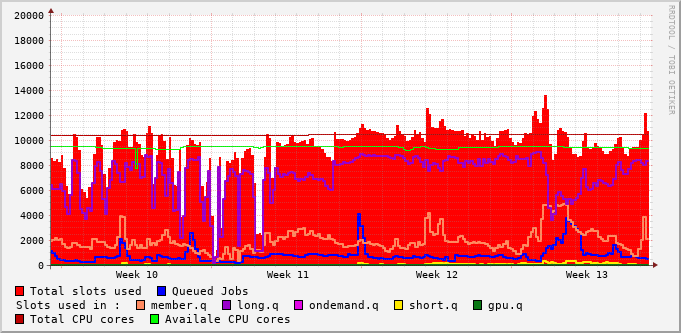 20000
18000
16000
14000
12000
10000
8000
6000
4000
2000
0
Week 10 Week 11 Week 12 Week 13
RRDTOOL / TOBI OETIKER
Total slots used Queued Jobs
Slots used in : member.q long.q ondemand.q short.q gpu.q
Total CPU cores Availale CPU cores